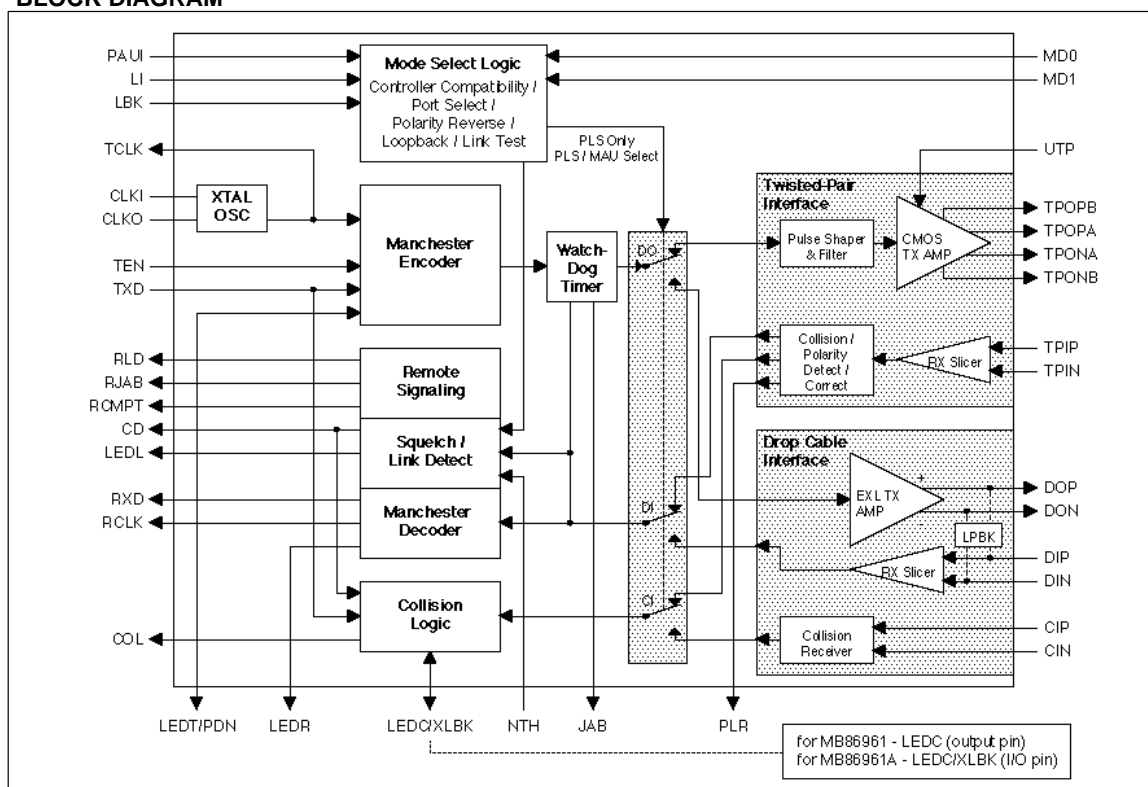 BLOCK DIAGRAM
PAUI
LI
LBK
TCLK
CLKI
CLKO
TEN
TXD
RLD
RJAB
RCMPT
CD
LEDL
RXD
RCLK
COL
Mode Select Logic
Controller Compatibility /
Port Select /
Polarity Reverse /
Loopback / Link Test
XTAL
OSC
Manchester
Encoder
Watch-
Dog
Timer
PLS Only
PLS / MAU Select
Remote
Signaling
Squelch /
Link Detect
Manchester
Decoder
Collision
Logic
DO
DI
CI
Twisted-Pair
Interface
Pulse Shaper
& Filter
CMOS
TX AMP
Collision /
Polarity
Detect /
Correct
RX Slicer
Drop Cable
Interface
EXL TX
AMP
+
-
LPBK
RX Slicer
Collision
Receiver
MD0
MD1
UTP
TPOPB
TPOPA
TPONA
TPONB
TPIP
TPIN
DOP
DON
DIP
DIN
CIP
CIN
LEDT/PDN
LEDR
LEDC/XLBK
NTH
JAB
PLR
for MB86961 - LEDC (output pin)
for MB86961A - LEDC/XLBK (I/O pin)